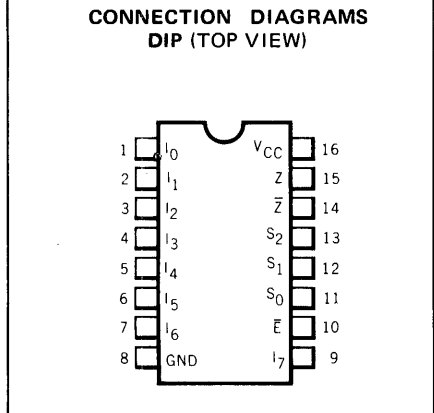 CONNECTION DIAGRAMS
DIP (TOP VIEW)
1 I0 VCC 16
2 I1 Z 15
3 I2 Z̅ 14
4 I3 S2 13
5 I4 S1 12
6 I5 S0 11
7 I6 E̅ 10
8 GND I7 9